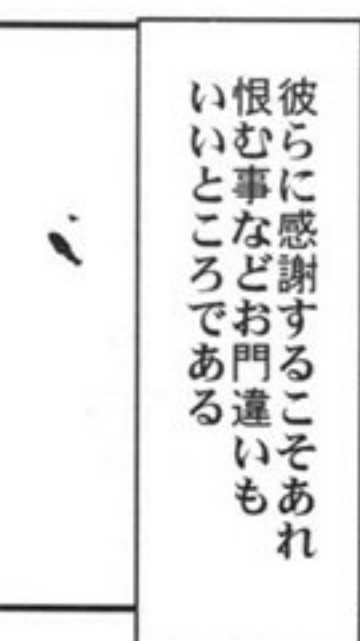 彼らに感謝するこそあれ
恨む事などお門違いも
いいところである